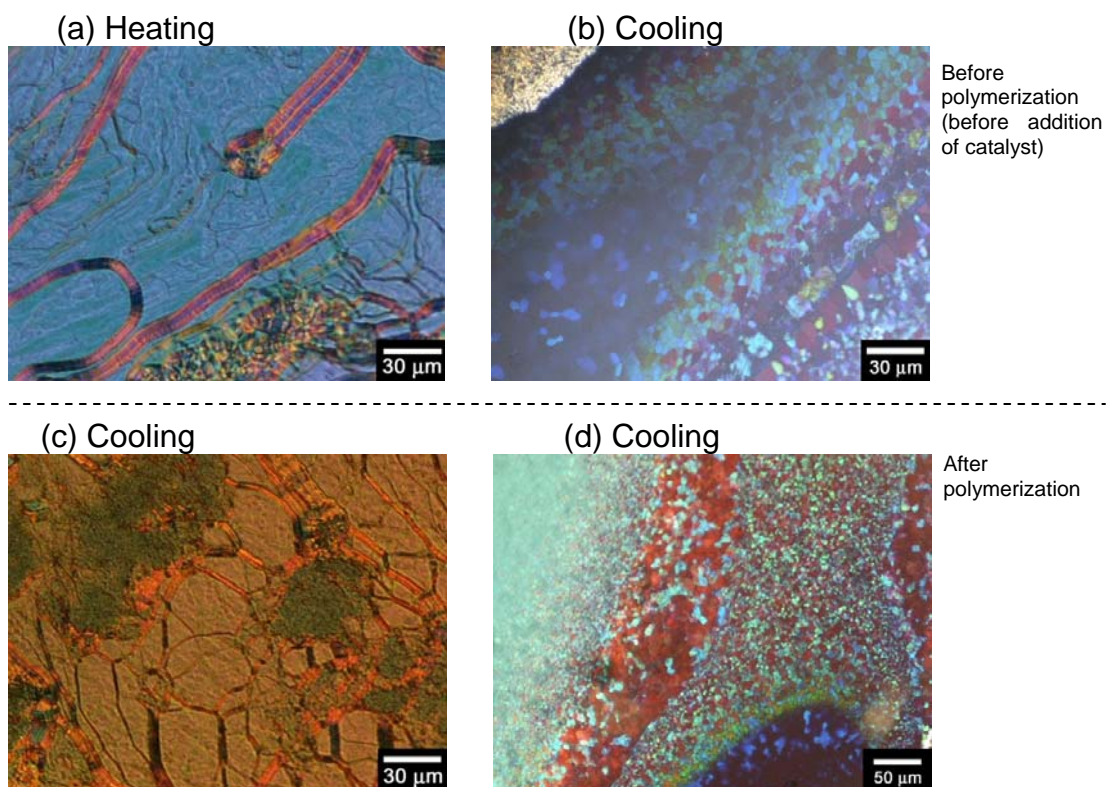 (a) Heating
(b) Cooling
Before
polymerization
(before addition
of catalyst)
30 μm
30 μm
(c) Cooling
(d) Cooling
After
polymerization
30 μm
50 μm